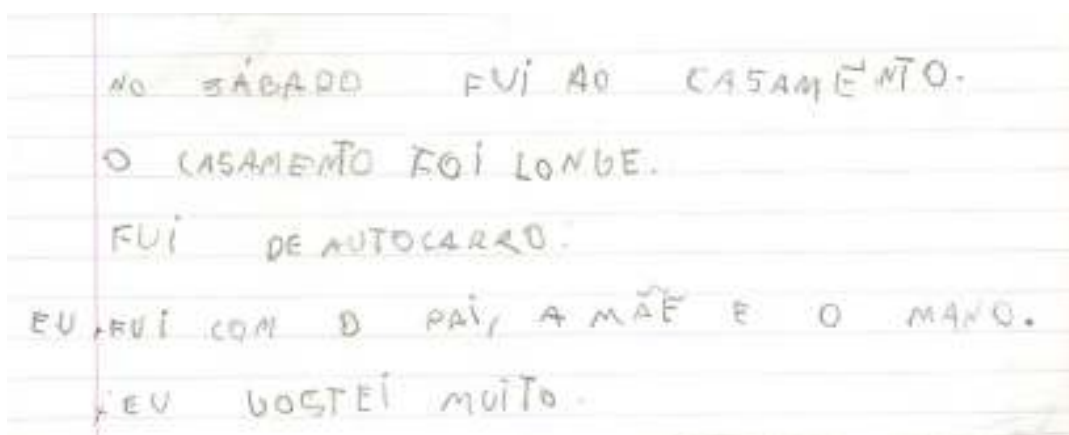 NO SÁBADO FUI AO CASAMENTO.
O CASAMENTO FOI LONGE.
FUI DE AUTOCARRO.
EU FUI COM O PAI, A MÃE E O MANO.
EU GOSTEI MUITO.